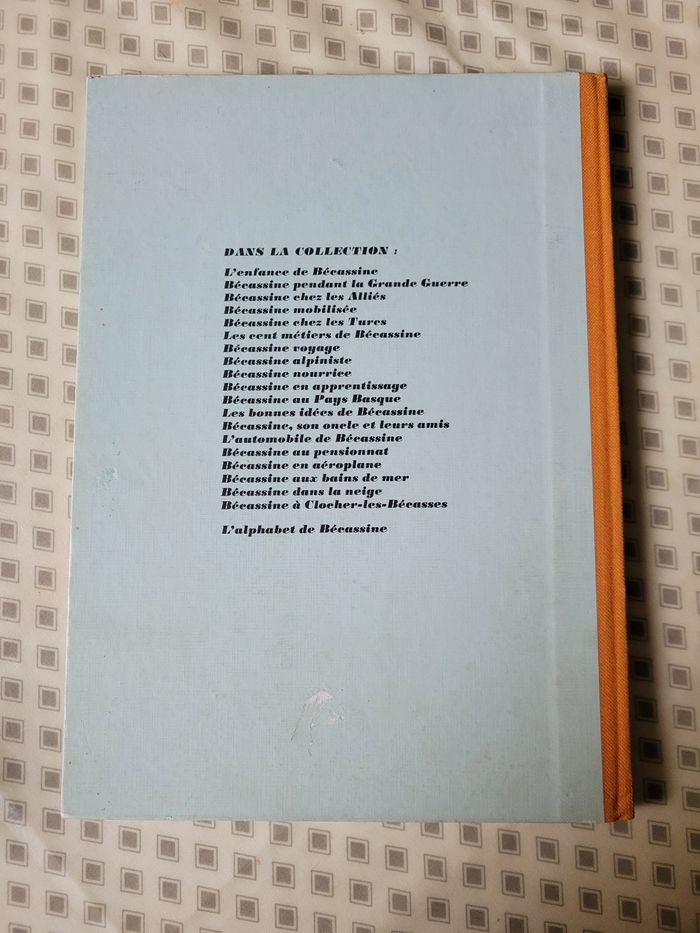 DANS LA COLLECTION :
L'enfance de Bécassine
Bécassine pendant la Grande Guerre
Bécassine chez les Alliés
Bécassine mobilisée
Bécassine chez les Turcs
Les cent métiers de Bécassine
Bécassine voyage
Bécassine alpiniste
Bécassine nourrice
Bécassine en apprentissage
Bécassine au Pays Basque
Les bonnes idées de Bécassine
Bécassine, son oncle et leurs amis
L'automobile de Bécassine
Bécassine au pensionnat
Bécassine en aéroplane
Bécassine aux bains de mer
Bécassine dans la neige
Bécassine à Clocher-les-Bécasses
L'alphabet de Bécassine